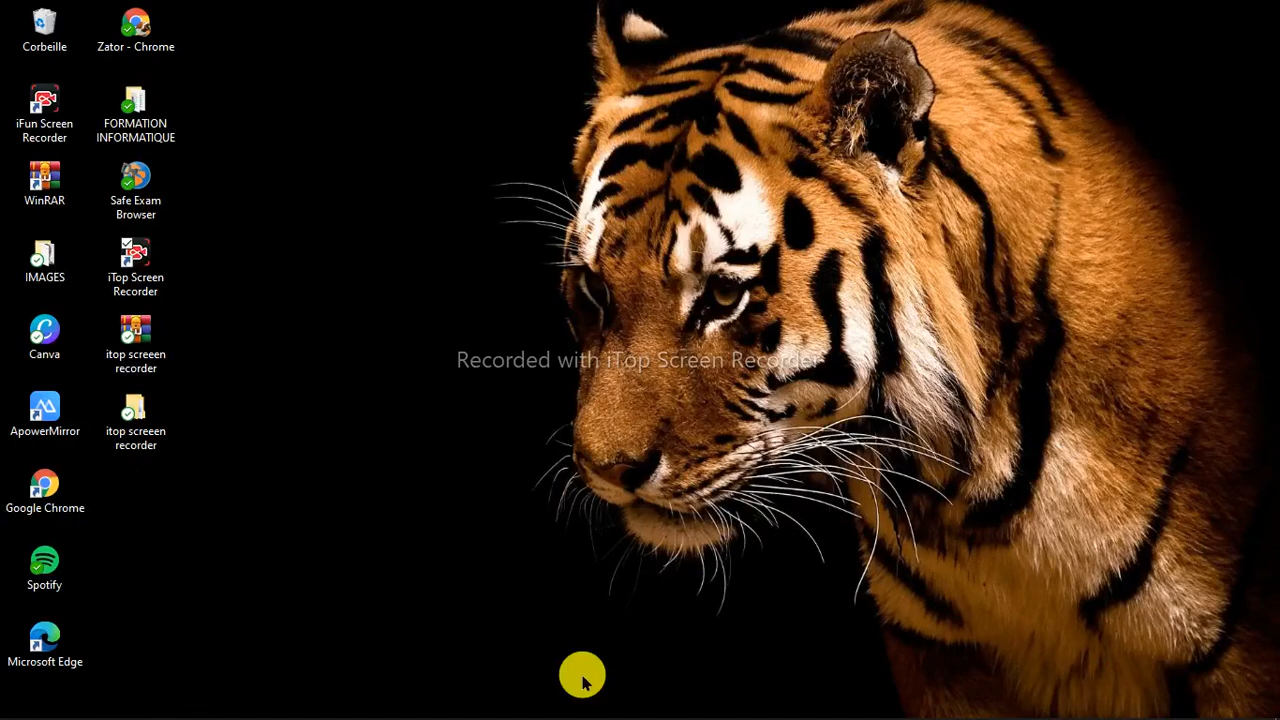 Corbeille
Zator - Chrome
iFun Screen
Recorder
FORMATION
INFORMATIQUE
WinRAR
Safe Exam
Browser
IMAGES
iTop Screen
Recorder
Canva
itop screeen
recorder
ApowerMirror
itop screeen
recorder
Google Chrome
Spotify
Microsoft Edge
Recorded with iTop Screen Recorder